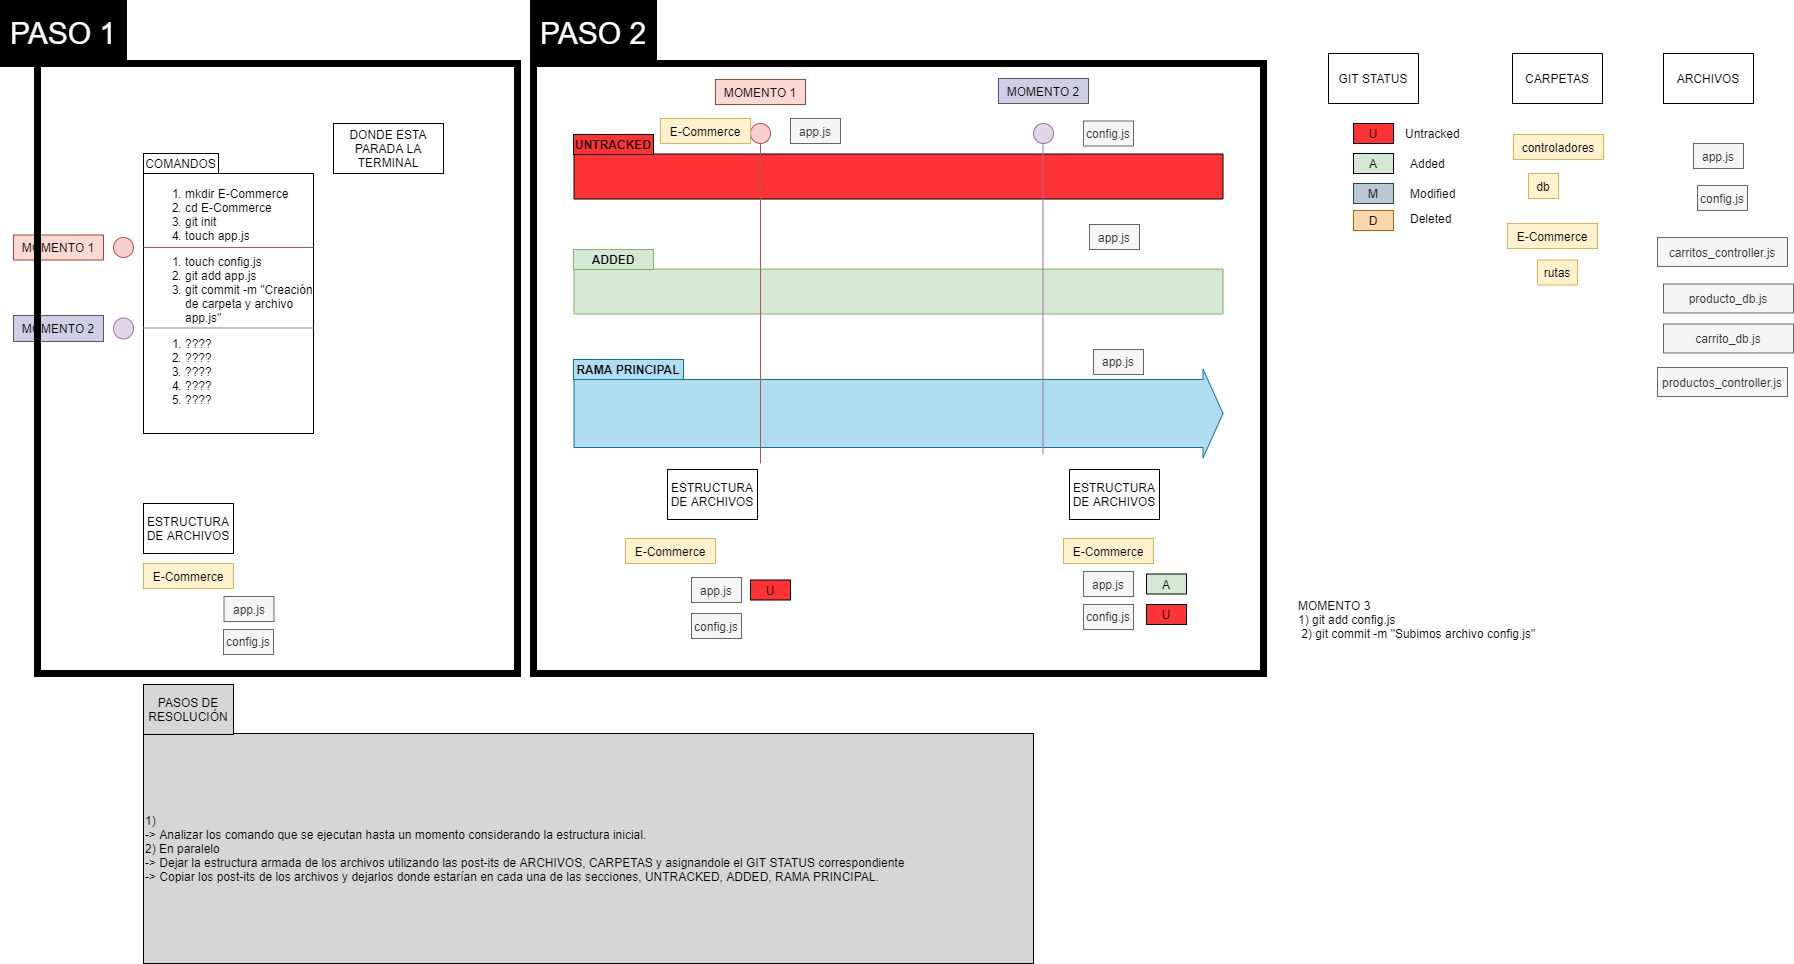 PASO 1
DONDE ESTA
PARADA LA
TERMINAL
COMANDOS
1. mkdir E-Commerce
2. cd E-Commerce
3. git init
4. touch app.js
MOMENTO 1
1. touch config.js
2. git add app.js
3. git commit -m "Creación
de carpeta y archivo
app.js"
MOMENTO 2
1. ????
2. ????
3. ????
4. ????
5. ????
ESTRUCTURA
DE ARCHIVOS
E-Commerce
app.js
config.js
PASO 2
MOMENTO 1
MOMENTO 2
E-Commerce
app.js
config.js
UNTRACKED
app.js
ADDED
app.js
RAMA PRINCIPAL
ESTRUCTURA
DE ARCHIVOS
E-Commerce
app.js
U
config.js
ESTRUCTURA
DE ARCHIVOS
E-Commerce
app.js
A
config.js
U
GIT STATUS
U Untracked
A Added
M Modified
D Deleted
CARPETAS
controladores
db
E-Commerce
rutas
ARCHIVOS
app.js
config.js
carritos_controller.js
producto_db.js
carrito_db.js
productos_controller.js
MOMENTO 3
1) git add config.js
2) git commit -m "Subimos archivo config.js"
PASOS DE
RESOLUCIÓN
1)
-> Analizar los comando que se ejecutan hasta un momento considerando la estructura inicial.
2) En paralelo
-> Dejar la estructura armada de los archivos utilizando las post-its de ARCHIVOS, CARPETAS y asignandole el GIT STATUS correspondiente
-> Copiar los post-its de los archivos y dejarlos donde estarían en cada una de las secciones, UNTRACKED, ADDED, RAMA PRINCIPAL.